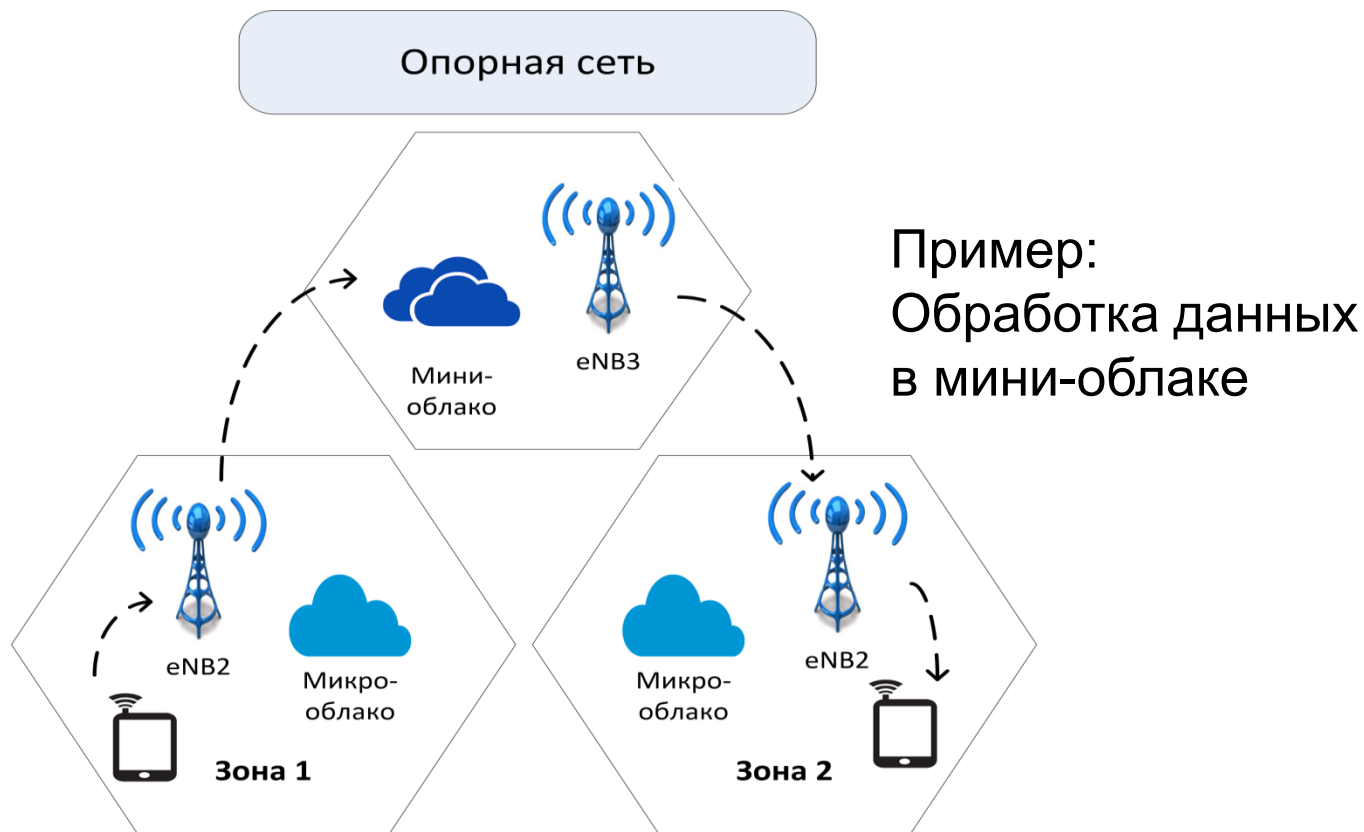 Опорная сеть
Пример:
Обработка данных
в мини-облаке
eNB3
Мини-
облако
eNB2
Микро-
облако
Зона 1
eNB2
Микро-
облако
Зона 2